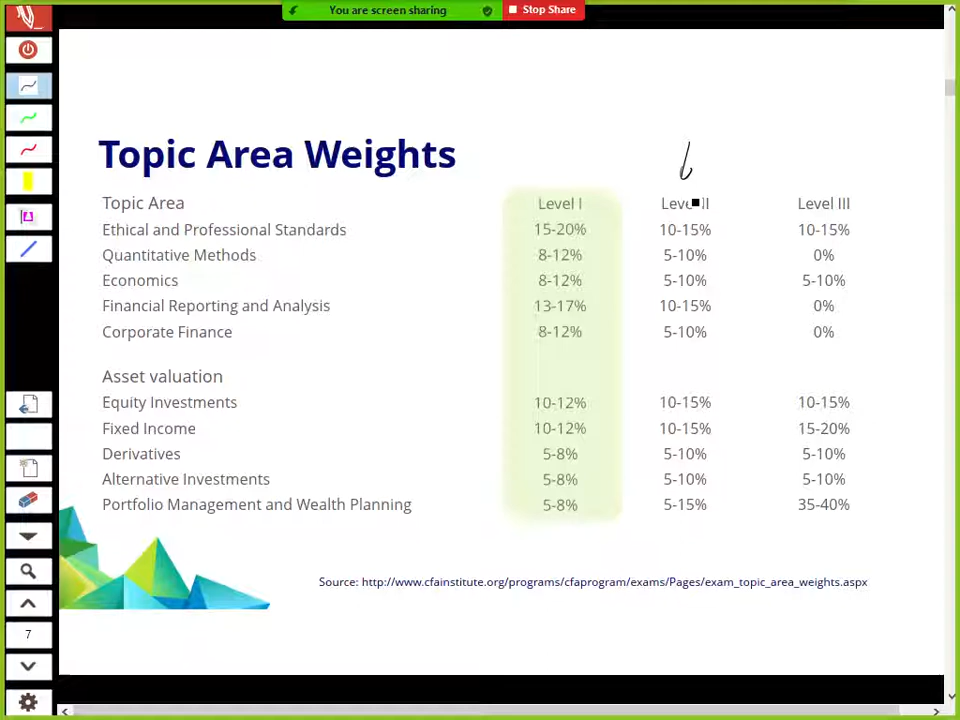 You are screen sharing Stop Share
Topic Area Weights
Topic Area Level I Level II Level III
Ethical and Professional Standards 15-20% 10-15% 10-15%
Quantitative Methods 8-12% 5-10% 0%
Economics 8-12% 5-10% 5-10%
Financial Reporting and Analysis 13-17% 10-15% 0%
Corporate Finance 8-12% 5-10% 0%
Asset valuation
Equity Investments 10-12% 10-15% 10-15%
Fixed Income 10-12% 10-15% 15-20%
Derivatives 5-8% 5-10% 5-10%
Alternative Investments 5-8% 5-10% 5-10%
Portfolio Management and Wealth Planning 5-8% 5-15% 35-40%
Source: http://www.cfainstitute.org/programs/cfaprogram/exams/Pages/exam_topic_area_weights.aspx
7